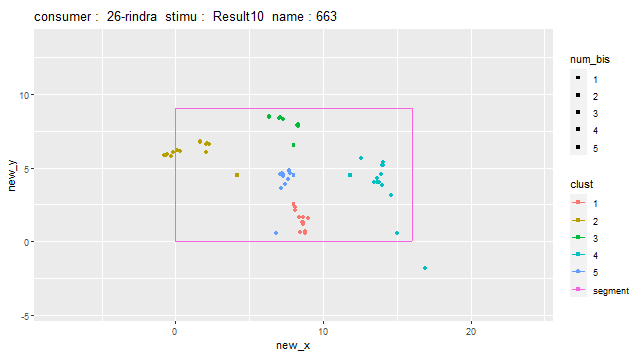 consumer :  26-rindra  stimu :  Result10  name : 663
new_y
10
5
0
-5
0
10
20
new_x
num_bis
1
2
3
4
5
clust
1
2
3
4
5
segment